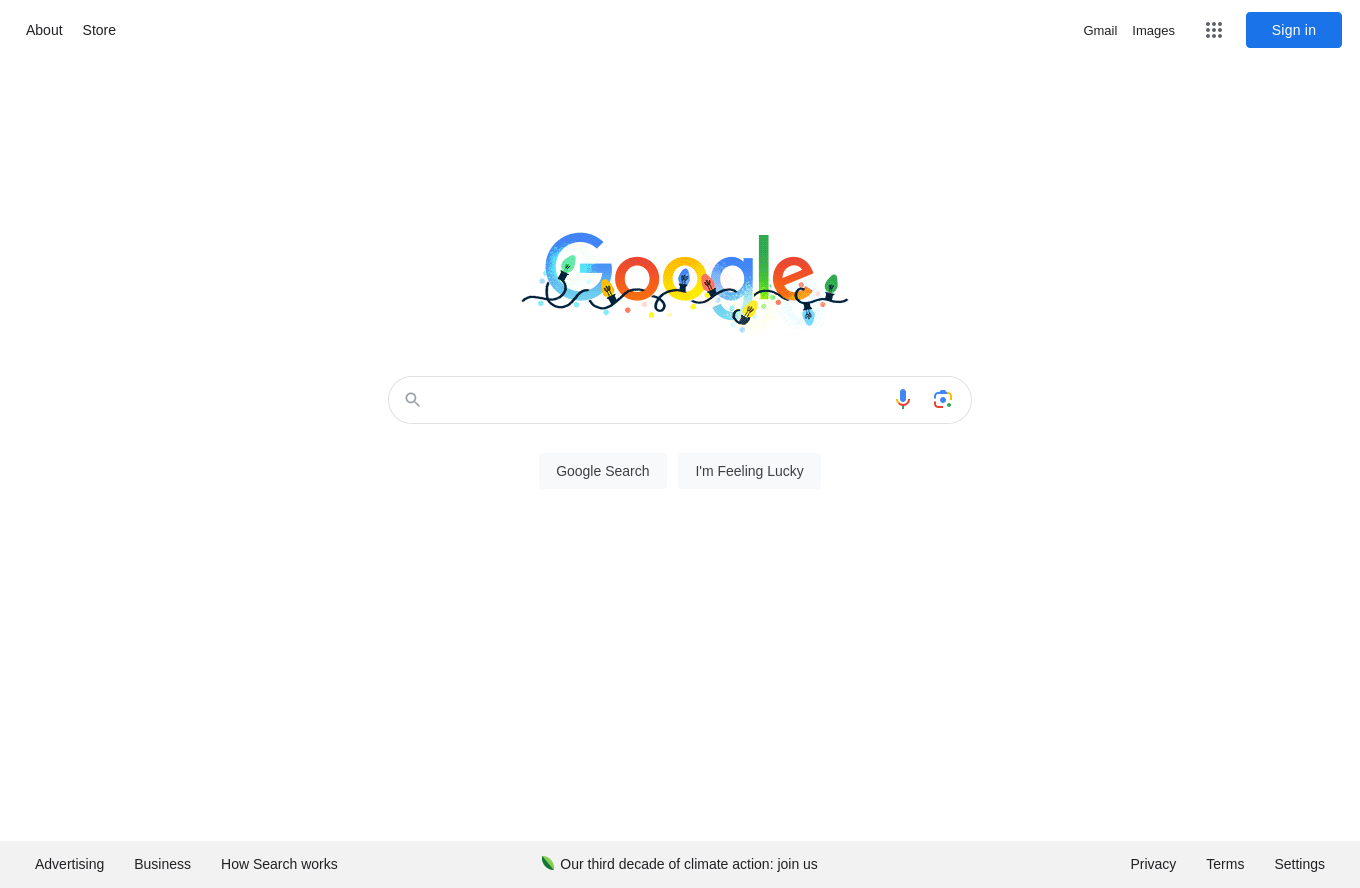 About Store Gmail Images Sign in
Google
Google Search I'm Feeling Lucky
Advertising Business How Search works Our third decade of climate action: join us Privacy Terms Settings